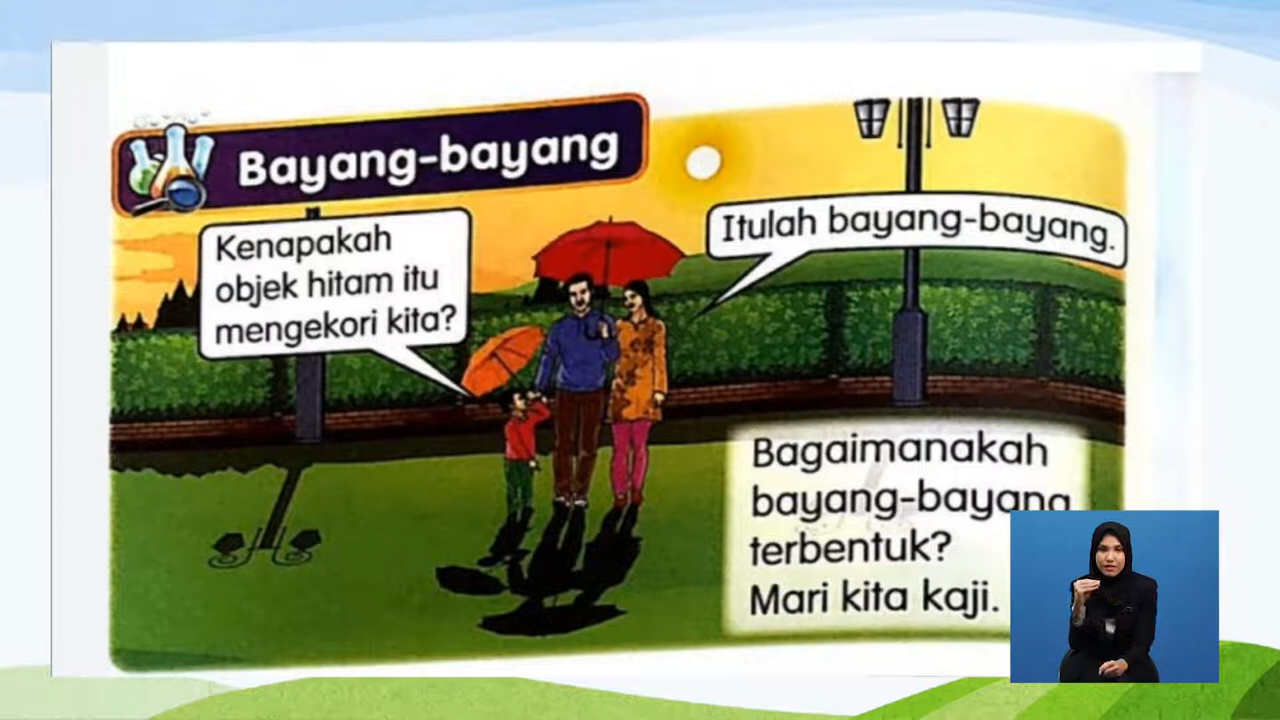 Bayang-bayang
Kenapakah
objek hitam itu
mengekori kita?
Itulah bayang-bayang.
Bagaimanakah
bayang-bayang
terbentuk?
Mari kita kaji.